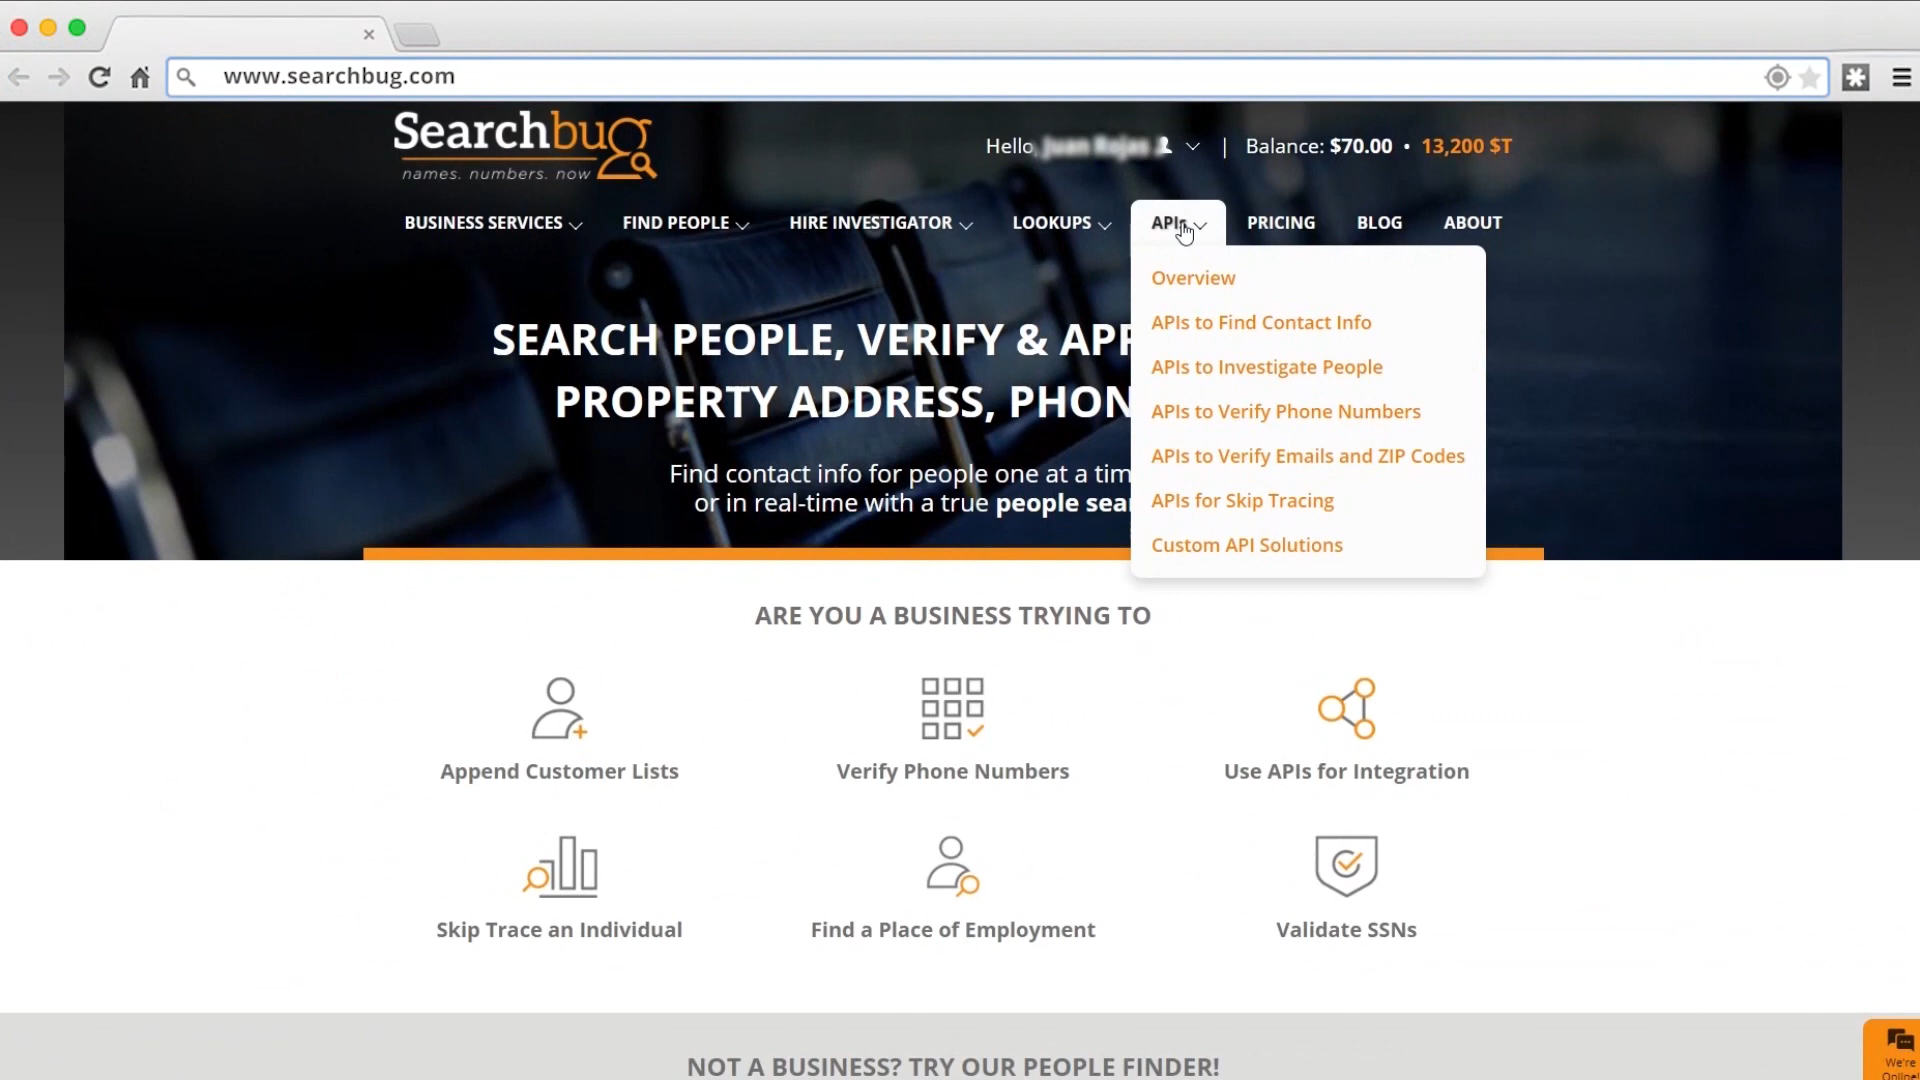 www.searchbug.com
Searchbug
names. numbers. now
Hello,
| Balance: $70.00 • 13,200 $T
BUSINESS SERVICES FIND PEOPLE HIRE INVESTIGATOR LOOKUPS APIs PRICING BLOG ABOUT
Overview
APIs to Find Contact Info
APIs to Investigate People
APIs to Verify Phone Numbers
APIs to Verify Emails and ZIP Codes
APIs for Skip Tracing
Custom API Solutions
SEARCH PEOPLE, VERIFY & APP
PROPERTY ADDRESS, PHON
Find contact info for people one at a tim
or in real-time with a true people sear
ARE YOU A BUSINESS TRYING TO
Append Customer Lists
Verify Phone Numbers
Use APIs for Integration
Skip Trace an Individual
Find a Place of Employment
Validate SSNs
NOT A BUSINESS? TRY OUR PEOPLE FINDER!
We're
Online!